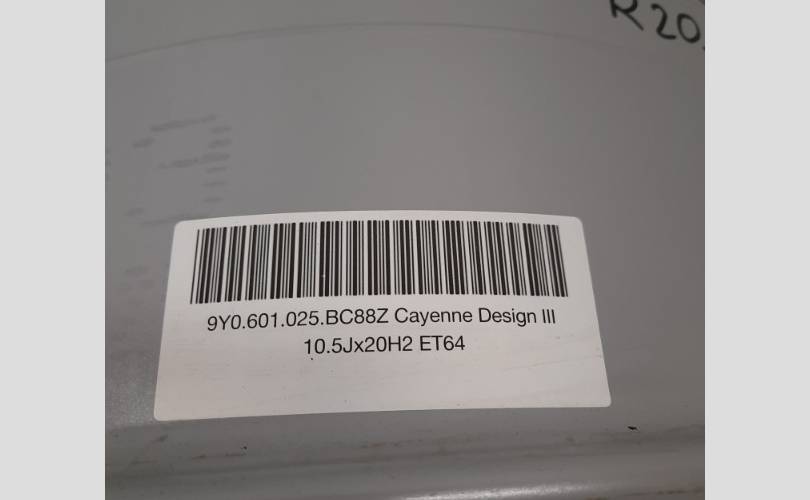 R20
9Y0.601.025.BC88Z Cayenne Design III
10.5Jx20H2 ET64